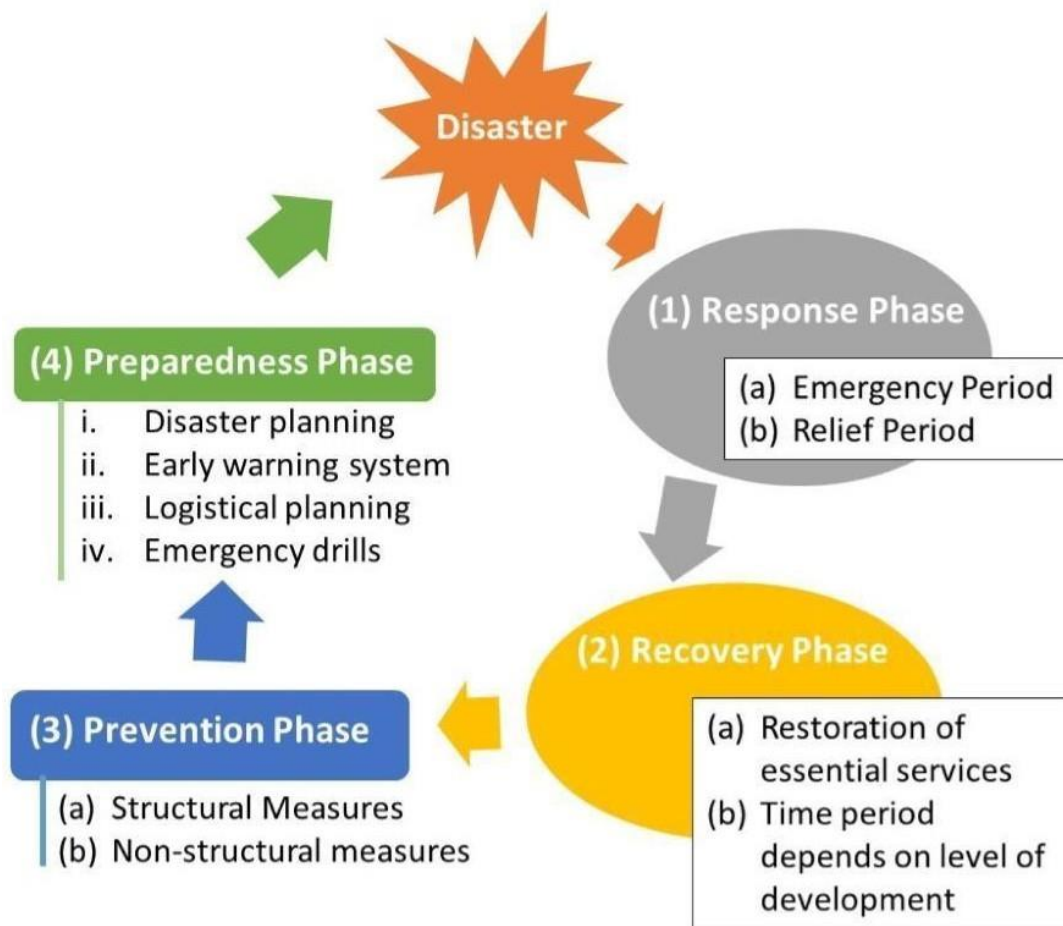 Disaster
(1) Response Phase
(a) Emergency Period
(b) Relief Period
(2) Recovery Phase
(a) Restoration of
essential services
(b) Time period
depends on level of
development
(3) Prevention Phase
(a) Structural Measures
(b) Non-structural measures
(4) Preparedness Phase
i. Disaster planning
ii. Early warning system
iii. Logistical planning
iv. Emergency drills